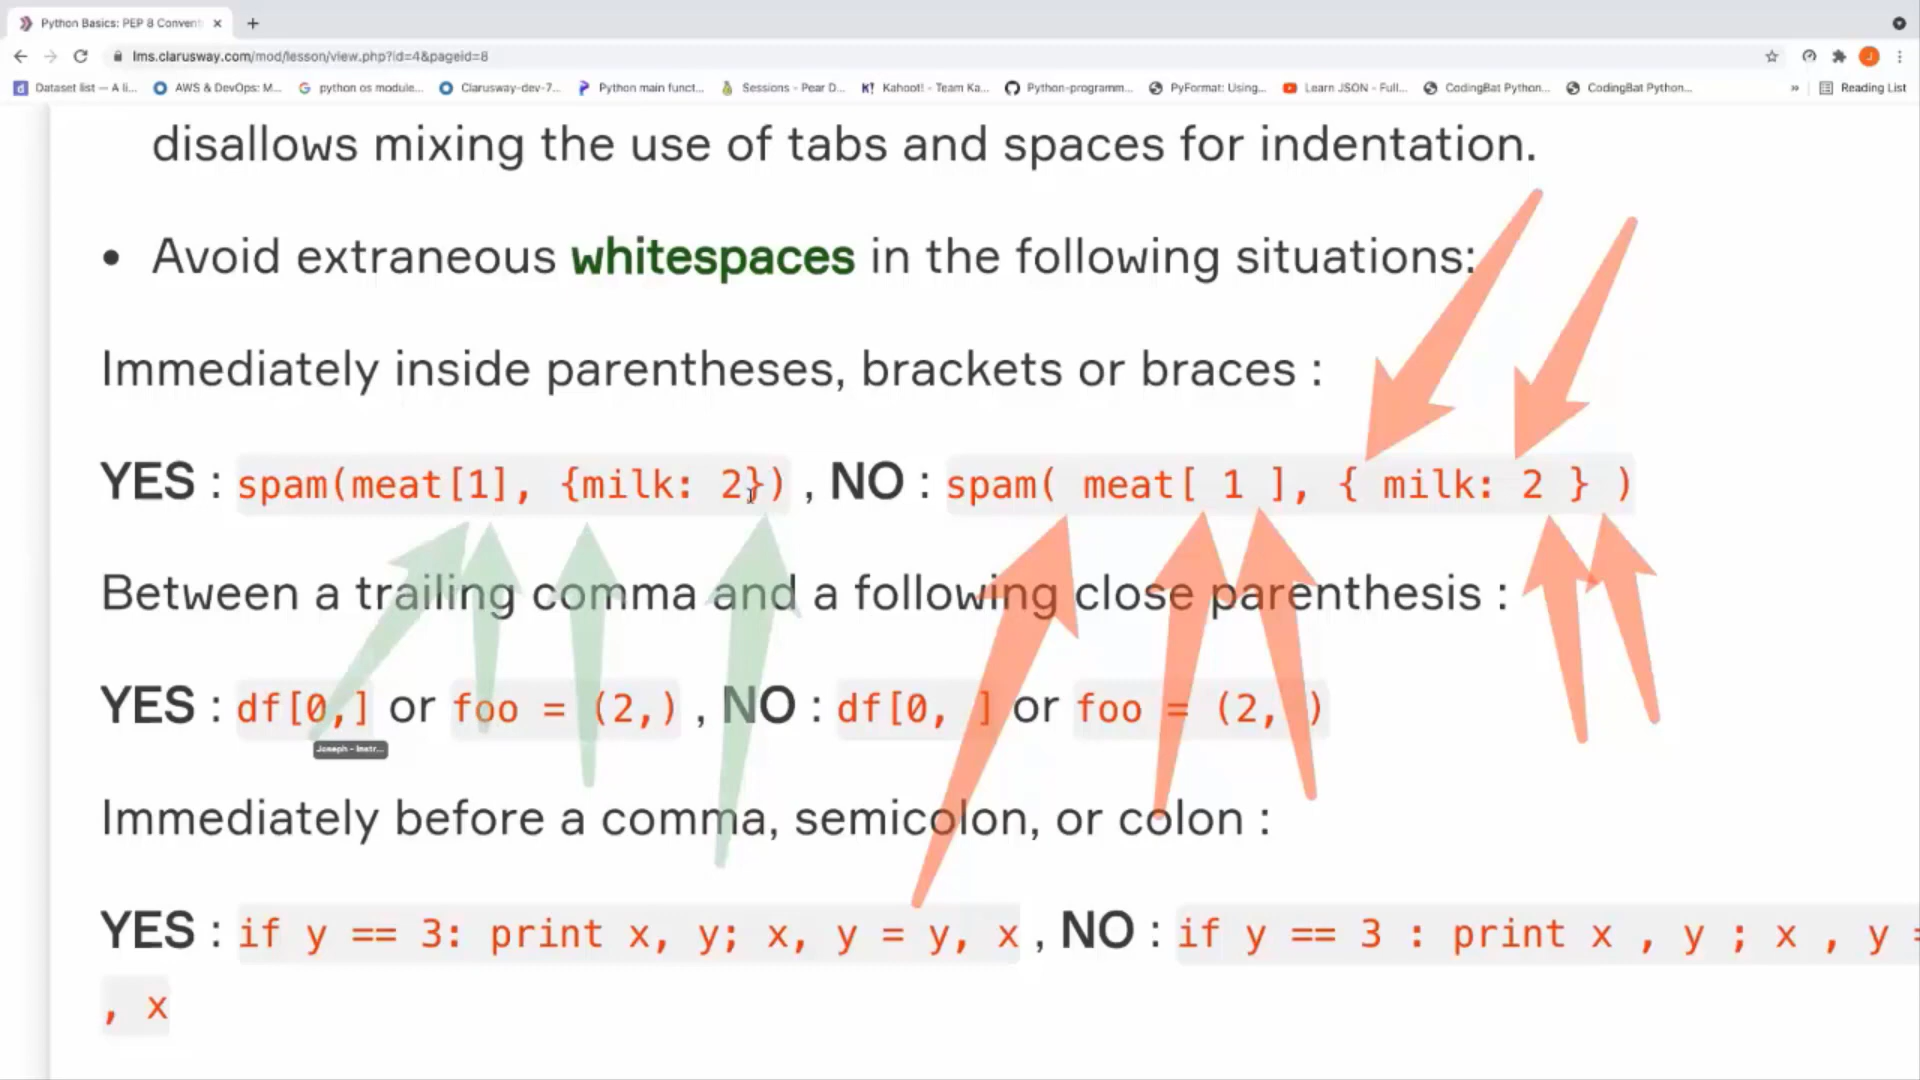 Python Basics: PEP 8 Convent
lms.clarusway.com/mod/lesson/view.php?id=4&pageid=8
Dataset list — A li... AWS & DevOps: M... python os module... Clarusway-dev-7... Python main funct... Sessions - Pear D... Kahoot! - Team Ka... Python-programm... PyFormat: Using... Learn JSON - Full... CodingBat Python... CodingBat Python... » Reading List
disallows mixing the use of tabs and spaces for indentation.
• Avoid extraneous whitespaces in the following situations:
Immediately inside parentheses, brackets or braces :
YES : spam(meat[1], {milk: 2}) , NO : spam( meat[ 1 ], { milk: 2 } )
Between a trailing comma and a following close parenthesis :
YES : df[0,] or foo = (2,) , NO : df[0, ] or foo = (2, )
Joseph - Instr...
Immediately before a comma, semicolon, or colon :
YES : if y == 3: print x, y; x, y = y, x , NO : if y == 3 : print x , y ; x , y =
, x